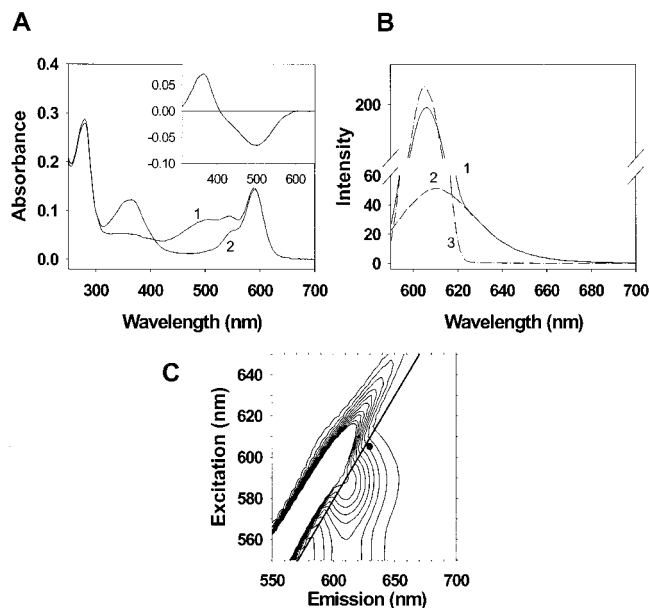 A
B
0.4
0.3
0.2
0.1
0.0
Absorbance
0.05
0.00
-0.05
-0.10
400 500 600
1
2
300 400 500 600 700
Wavelength (nm)
200
60
40
20
0
Intensity
1
2
3
600 620 640 660 680 700
Wavelength (nm)
C
640
620
600
580
560
Excitation (nm)
550 600 650 700
Emission (nm)